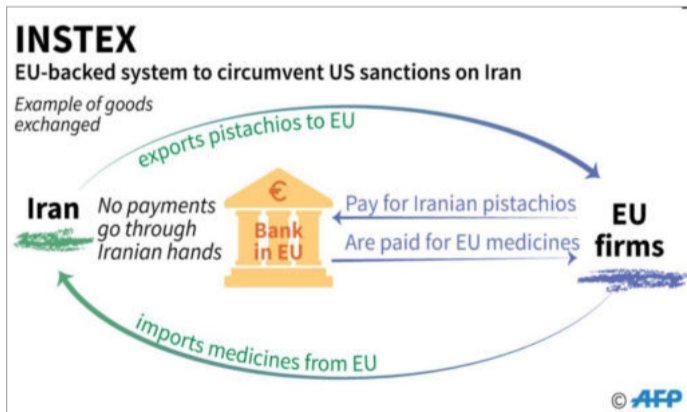 INSTEX
EU-backed system to circumvent US sanctions on Iran
Example of goods
exchanged
exports pistachios to EU
Iran
No payments
go through
Iranian hands
€
Bank
in EU
Pay for Iranian pistachios
Are paid for EU medicines
EU
firms
imports medicines from EU
© AFP